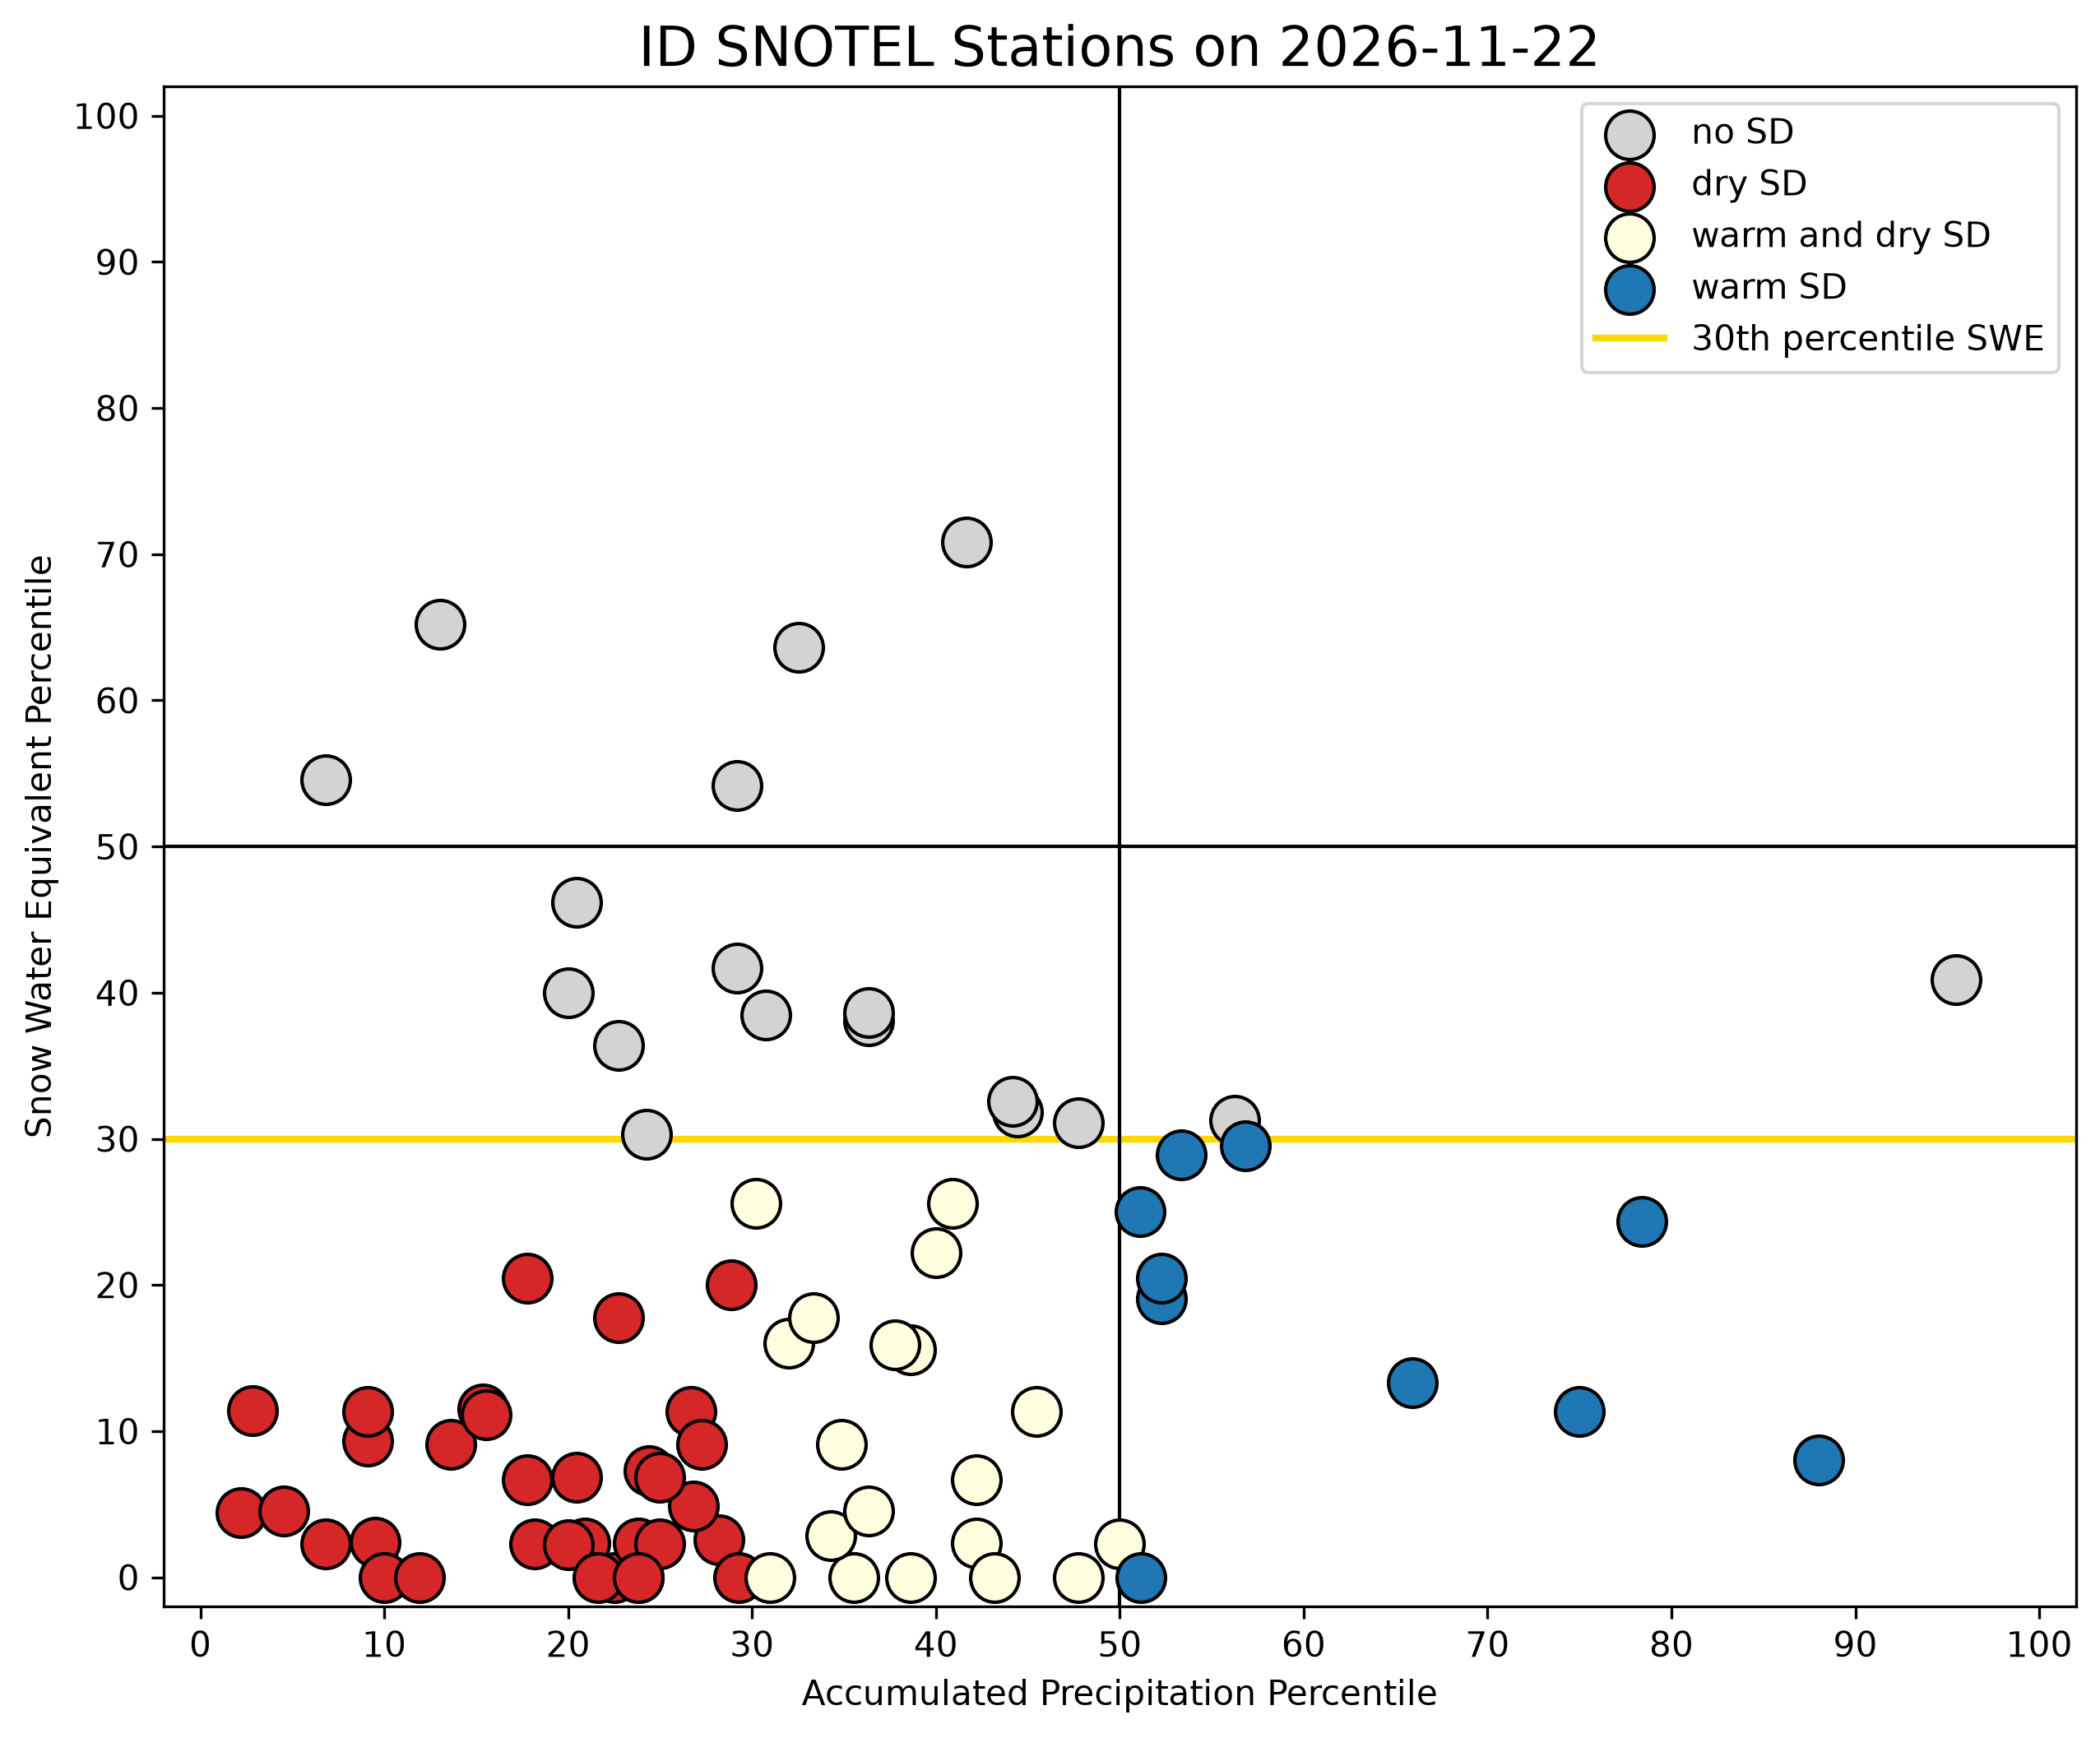 ID SNOTEL Stations on 2026-11-22
no SD
dry SD
warm and dry SD
warm SD
30th percentile SWE
100
90
80
70
60
50
40
30
20
10
0
Snow Water Equivalent Percentile
0 10 20 30 40 50 60 70 80 90 100
Accumulated Precipitation Percentile